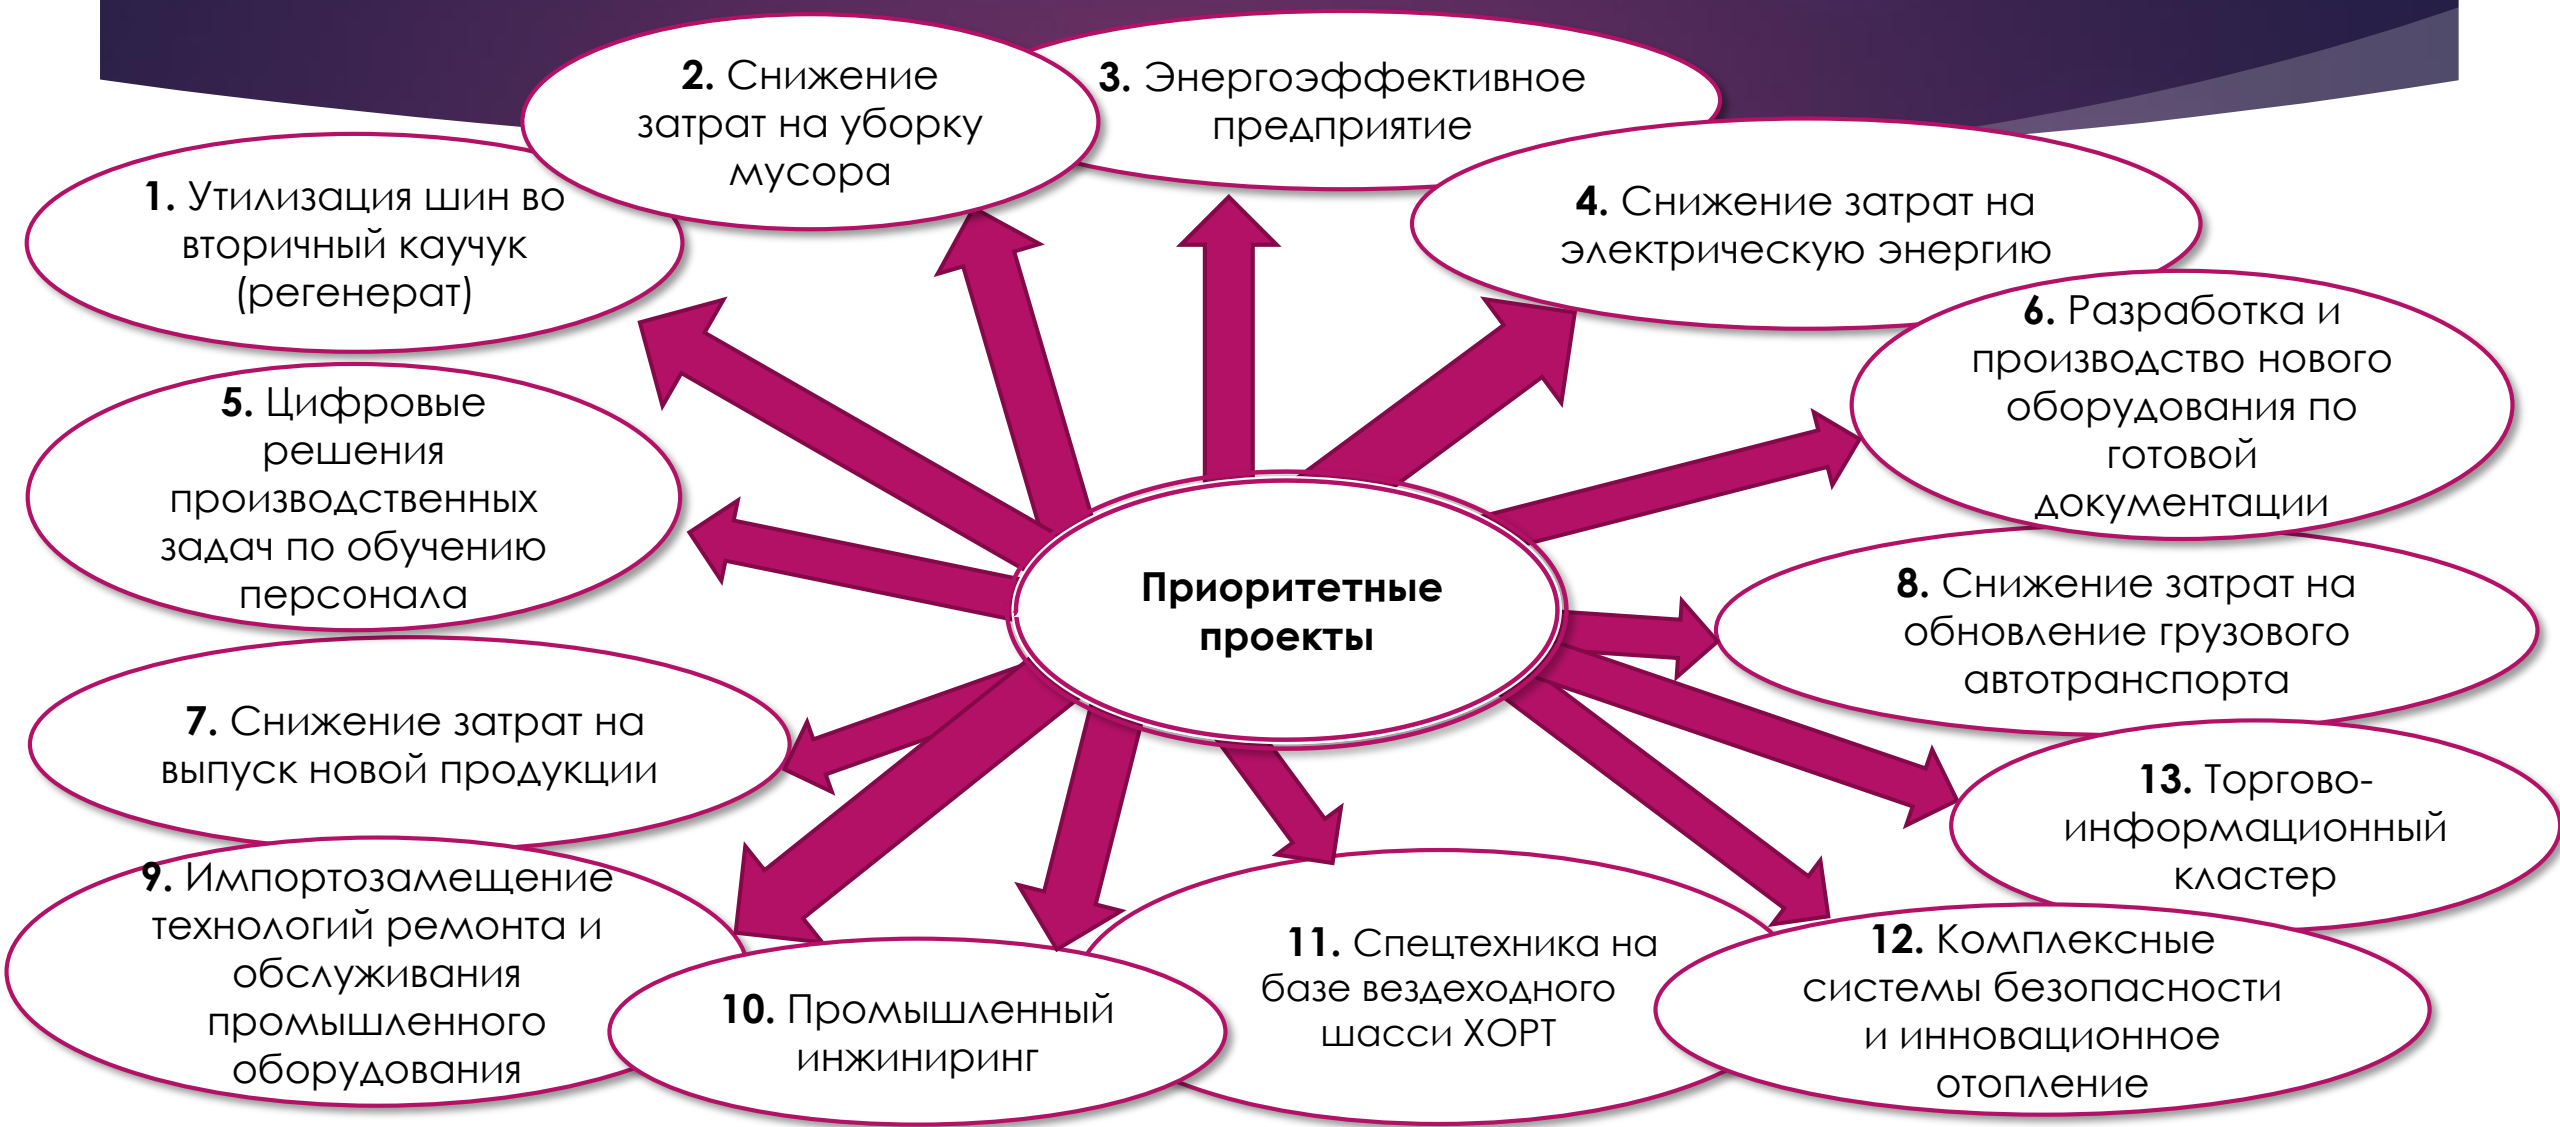 2. Снижение
затрат на уборку
мусора
3. Энергоэффективное
предприятие
1. Утилизация шин во
вторичный каучук
(регенерат)
4. Снижение затрат на
электрическую энергию
5. Цифровые
решения
производственных
задач по обучению
персонала
6. Разработка и
производство нового
оборудования по
готовой
документации
Приоритетные
проекты
8. Снижение затрат на
обновление грузового
автотранспорта
7. Снижение затрат на
выпуск новой продукции
13. Торгово-
информационный
кластер
9. Импортозамещение
технологий ремонта и
обслуживания
промышленного
оборудования
10. Промышленный
инжиниринг
11. Спецтехника на
базе вездеходного
шасси ХОРТ
12. Комплексные
системы безопасности
и инновационное
отопление